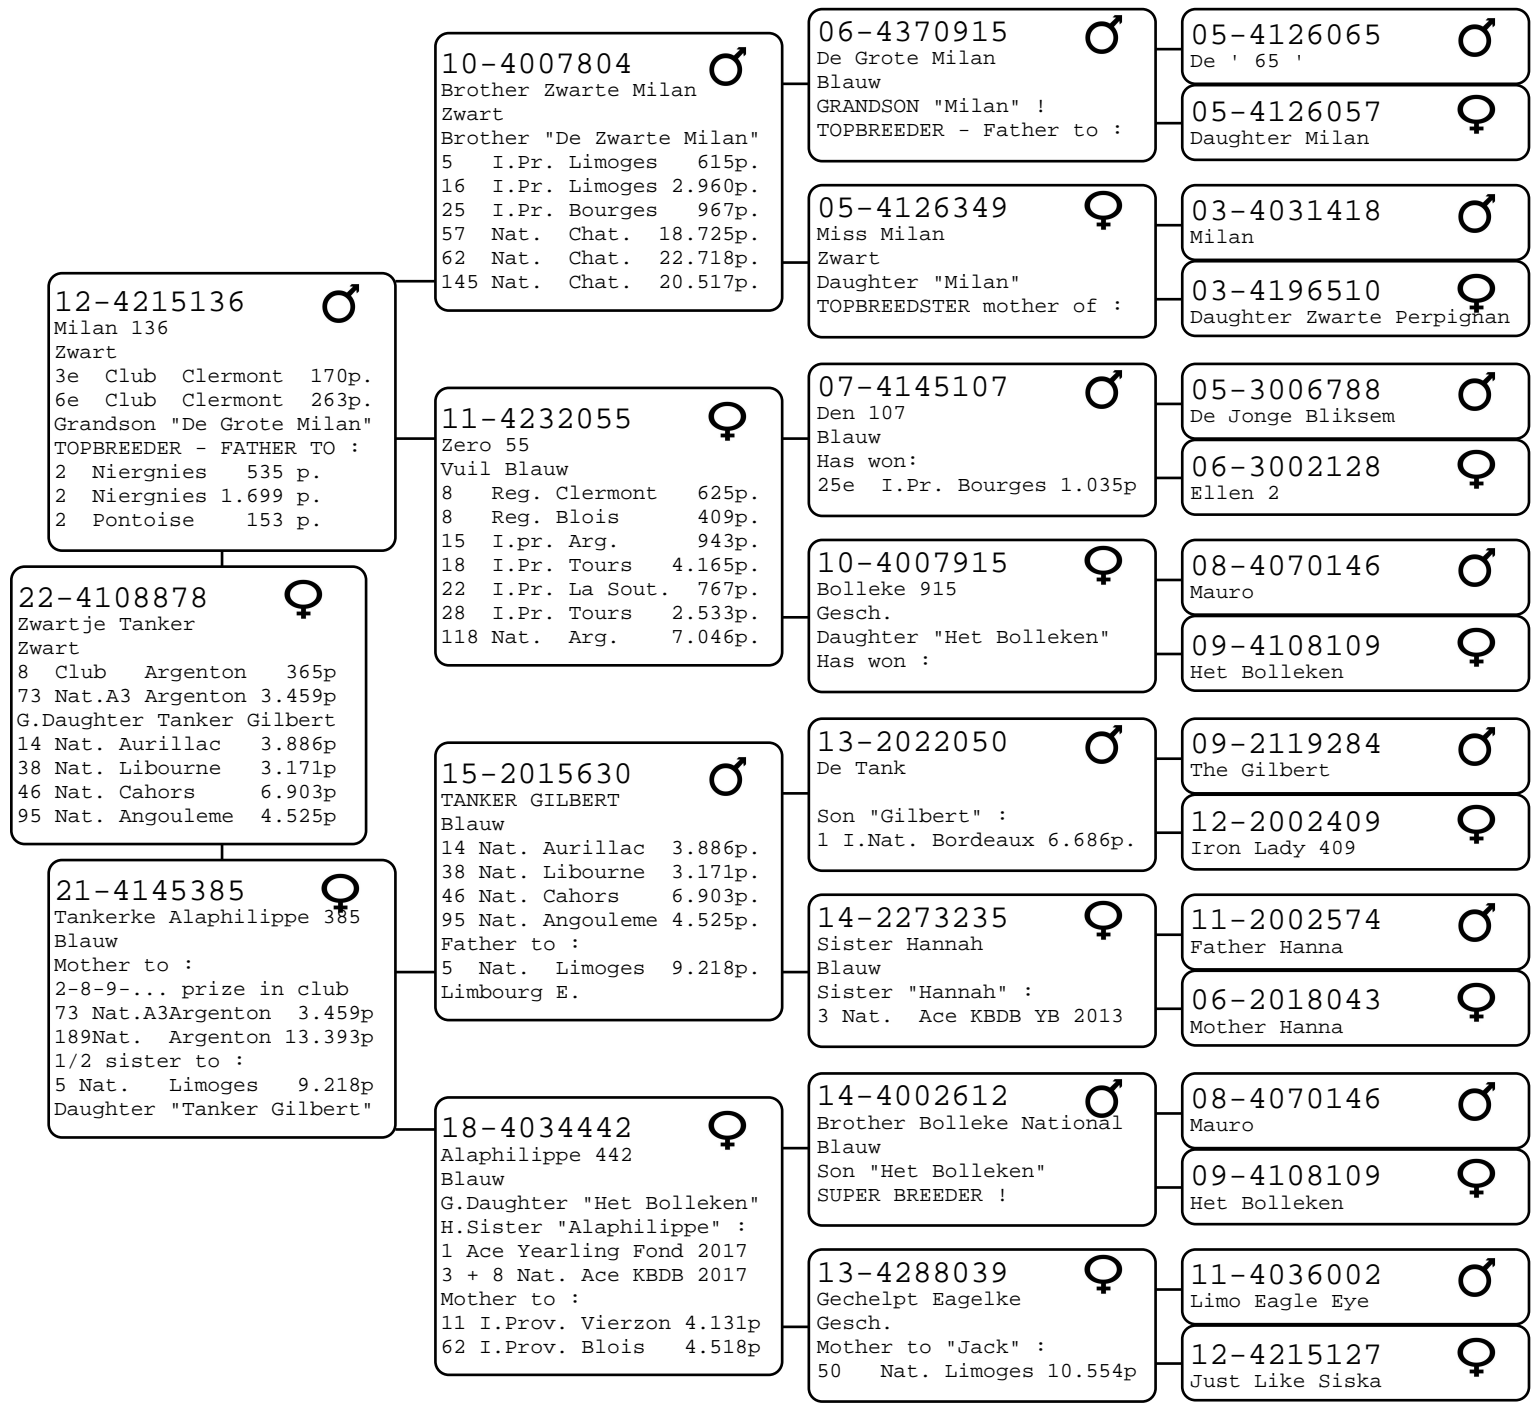 12-4215136
Milan 136
Zwart
3e Club Clermont 170p.
6e Club Clermont 263p.
Grandson "De Grote Milan"
TOPBREEDER - FATHER TO :
2 Niergnies 535 p.
2 Niergnies 1.699 p.
2 Pontoise 153 p.
22-4108878
Zwartje Tanker
Zwart
8 Club Argenton 365p
73 Nat.A3 Argenton 3.459p
G.Daughter Tanker Gilbert
14 Nat. Aurillac 3.886p
38 Nat. Libourne 3.171p
46 Nat. Cahors 6.903p
95 Nat. Angouleme 4.525p
21-4145385
Tankerke Alaphilippe 385
Blauw
Mother to :
2-8-9-... prize in club
73 Nat.A3Argenton 3.459p
189Nat. Argenton 13.393p
1/2 sister to :
5 Nat. Limoges 9.218p
Daughter "Tanker Gilbert"
10-4007804
Brother Zwarte Milan
Zwart
Brother "De Zwarte Milan"
5 I.Pr. Limoges 615p.
16 I.Pr. Limoges 2.960p.
25 I.Pr. Bourges 967p.
57 Nat. Chat. 18.725p.
62 Nat. Chat. 22.718p.
145 Nat. Chat. 20.517p.
11-4232055
Zero 55
Vuil Blauw
8 Reg. Clermont 625p.
8 Reg. Blois 409p.
15 I.pr. Arg. 943p.
18 I.Pr. Tours 4.165p.
22 I.Pr. La Sout. 767p.
28 I.Pr. Tours 2.533p.
118 Nat. Arg. 7.046p.
15-2015630
TANKER GILBERT
Blauw
14 Nat. Aurillac 3.886p.
38 Nat. Libourne 3.171p.
46 Nat. Cahors 6.903p.
95 Nat. Angouleme 4.525p.
Father to :
5 Nat. Limoges 9.218p.
Limbourg E.
18-4034442
Alaphilippe 442
Blauw
G.Daughter "Het Bolleken"
H.Sister "Alaphilippe" :
1 Ace Yearling Fond 2017
3 + 8 Nat. Ace KBDB 2017
Mother to :
11 I.Prov. Vierzon 4.131p
62 I.Prov. Blois 4.518p
06-4370915
De Grote Milan
Blauw
GRANDSON "Milan" !
TOPBREEDER - Father to :
05-4126349
Miss Milan
Zwart
Daughter "Milan"
TOPBREEDSTER mother of :
07-4145107
Den 107
Blauw
Has won:
25e I.Pr. Bourges 1.035p
10-4007915
Bolleke 915
Gesch.
Daughter "Het Bolleken"
Has won :
13-2022050
De Tank
Son "Gilbert" :
1 I.Nat. Bordeaux 6.686p.
14-2273235
Sister Hannah
Blauw
Sister "Hannah" :
3 Nat. Ace KBDB YB 2013
14-4002612
Brother Bolleke National
Blauw
Son "Het Bolleken"
SUPER BREEDER !
13-4288039
Gechelpt Eagelke
Gesch.
Mother to "Jack" :
50 Nat. Limoges 10.554p
05-4126065
De ' 65 '
05-4126057
Daughter Milan
03-4031418
Milan
03-4196510
Daughter Zwarte Perpignan
05-3006788
De Jonge Bliksem
06-3002128
Ellen 2
08-4070146
Mauro
09-4108109
Het Bolleken
09-2119284
The Gilbert
12-2002409
Iron Lady 409
11-2002574
Father Hanna
06-2018043
Mother Hanna
08-4070146
Mauro
09-4108109
Het Bolleken
11-4036002
Limo Eagle Eye
12-4215127
Just Like Siska